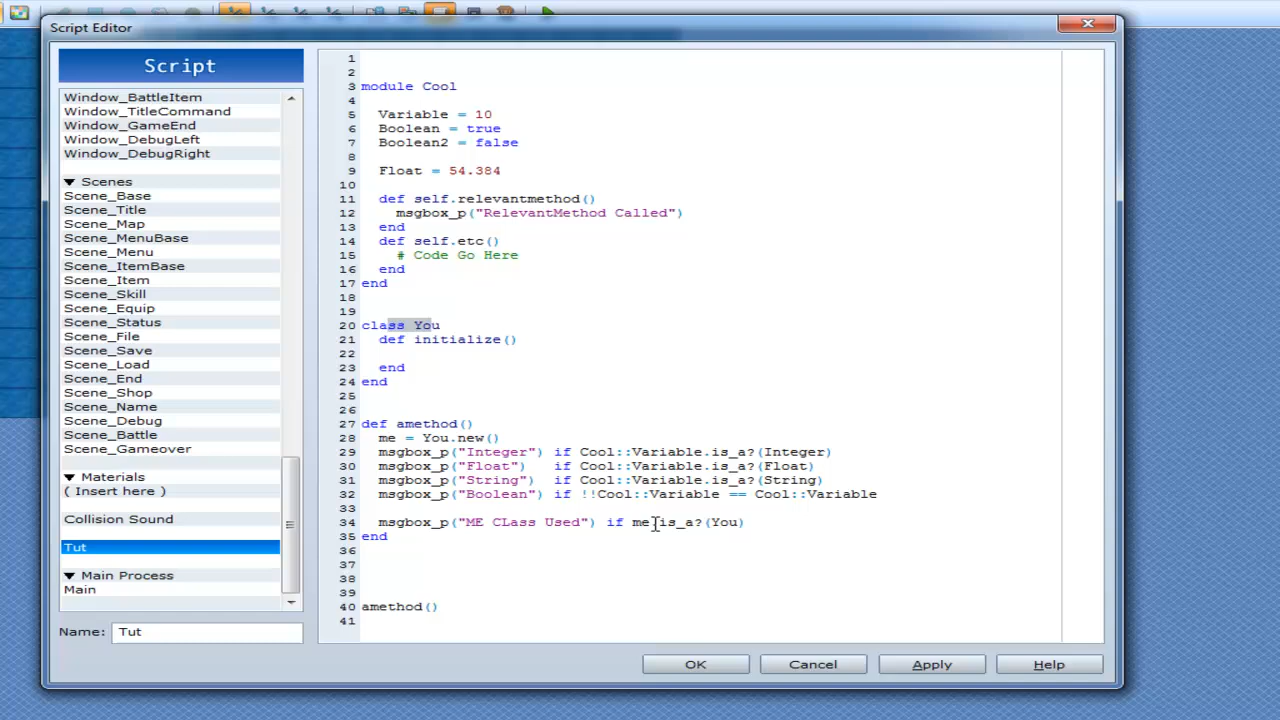 Script Editor
Script
Window_BattleItem
Window_TitleCommand
Window_GameEnd
Window_DebugLeft
Window_DebugRight
▼ Scenes
Scene_Base
Scene_Title
Scene_Map
Scene_MenuBase
Scene_Menu
Scene_ItemBase
Scene_Item
Scene_Skill
Scene_Equip
Scene_Status
Scene_File
Scene_Save
Scene_Load
Scene_End
Scene_Shop
Scene_Name
Scene_Debug
Scene_Battle
Scene_Gameover
▼ Materials
( Insert here )
Collision Sound
Tut
▼ Main Process
Main
Name: Tut
1
2
3 module Cool
4
5 Variable = 10
6 Boolean = true
7 Boolean2 = false
8
9 Float = 54.384
10
11 def self.relevantmethod()
12 msgbox_p("RelevantMethod Called")
13 end
14 def self.etc()
15 # Code Go Here
16 end
17 end
18
19
20 class You
21 def initialize()
22
23 end
24 end
25
26
27 def amethod()
28 me = You.new()
29 msgbox_p("Integer") if Cool::Variable.is_a?(Integer)
30 msgbox_p("Float") if Cool::Variable.is_a?(Float)
31 msgbox_p("String") if Cool::Variable.is_a?(String)
32 msgbox_p("Boolean") if !!Cool::Variable == Cool::Variable
33
34 msgbox_p("ME CLass Used") if me.is_a?(You)
35 end
36
37
38
39
40 amethod()
41
OK Cancel Apply Help